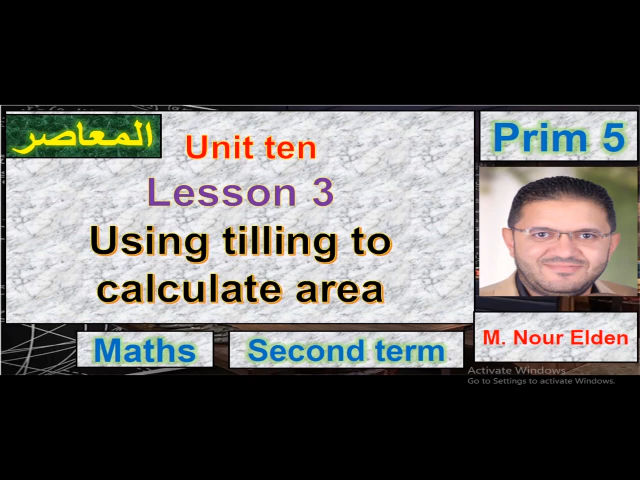 المعاصر
Unit ten
Lesson 3
Using tilling to
calculate area
Prim 5
M. Nour Elden
Maths
Second term
Activate Windows
Go to Settings to activate Windows.